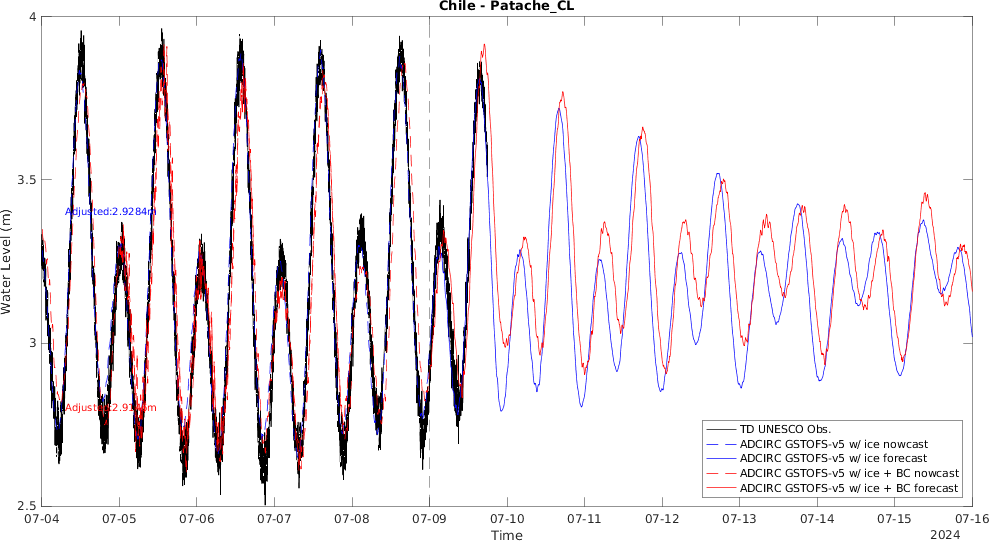 Chile - Patache_CL
4
3.5
3
2.5
Water Level (m)
Adjusted:2.9284m
TD UNESCO Obs.
ADCIRC GSTOFS-v5 w/ ice nowcast
ADCIRC GSTOFS-v5 w/ ice forecast
ADCIRC GSTOFS-v5 w/ ice + BC nowcast
ADCIRC GSTOFS-v5 w/ ice + BC forecast
07-04 07-05 07-06 07-07 07-08 07-09 07-10 07-11 07-12 07-13 07-14 07-15 07-16
Time
2024